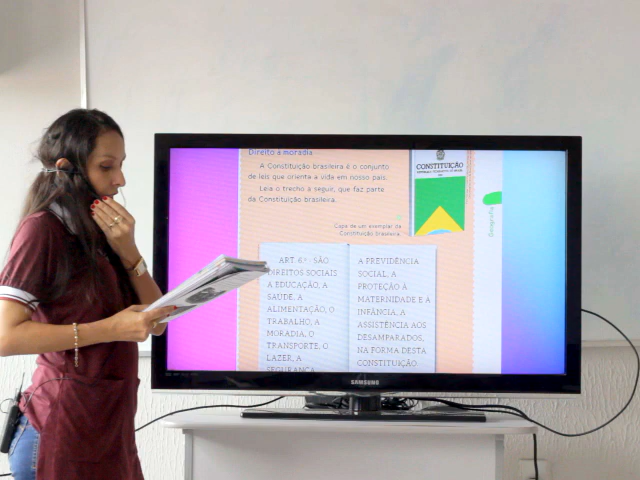 Direito à moradia
A Constituição brasileira é o conjunto
de leis que orienta a vida em nosso país.
Leia o trecho a seguir, que faz parte
da Constituição brasileira.
CONSTITUIÇÃO
Capa de um exemplar da
Constituição brasileira.
Geografia
ART. 6.º SÃO
DIREITOS SOCIAIS
A EDUCAÇÃO, A
SAÚDE, A
ALIMENTAÇÃO, O
TRABALHO, A
MORADIA, O
TRANSPORTE, O
LAZER, A
SEGURANÇA
A PREVIDÊNCIA
SOCIAL, A
PROTEÇÃO À
MATERNIDADE E À
INFÂNCIA, A
ASSISTÊNCIA AOS
DESAMPARADOS,
NA FORMA DESTA
CONSTITUIÇÃO
SAMSUNG